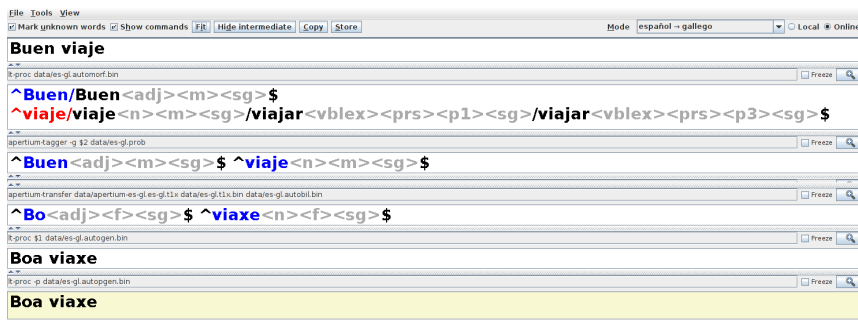 File Tools View
Mark unknown words Show commands Fit Hide intermediate Copy Store Mode español → gallego Local Online
Buen viaje
lt-proc data/es-gl.automorf.bin Freeze
^Buen/Buen<adj><m><sg>$
^viaje/viaje<n><m><sg>/viajar<vblex><prs><p1><sg>/viajar<vblex><prs><p3><sg>$
apertium-tagger -g $2 data/es-gl.prob Freeze
^Buen<adj><m><sg>$ ^viaje<n><m><sg>$
apertium-transfer data/apertium-es-gl.es-gl.t1x data/es-gl.t1x.bin data/es-gl.autobil.bin Freeze
^Bo<adj><f><sg>$ ^viaxe<n><f><sg>$
lt-proc $1 data/es-gl.autogen.bin Freeze
Boa viaxe
lt-proc -p data/es-gl.autopgen.bin Freeze
Boa viaxe